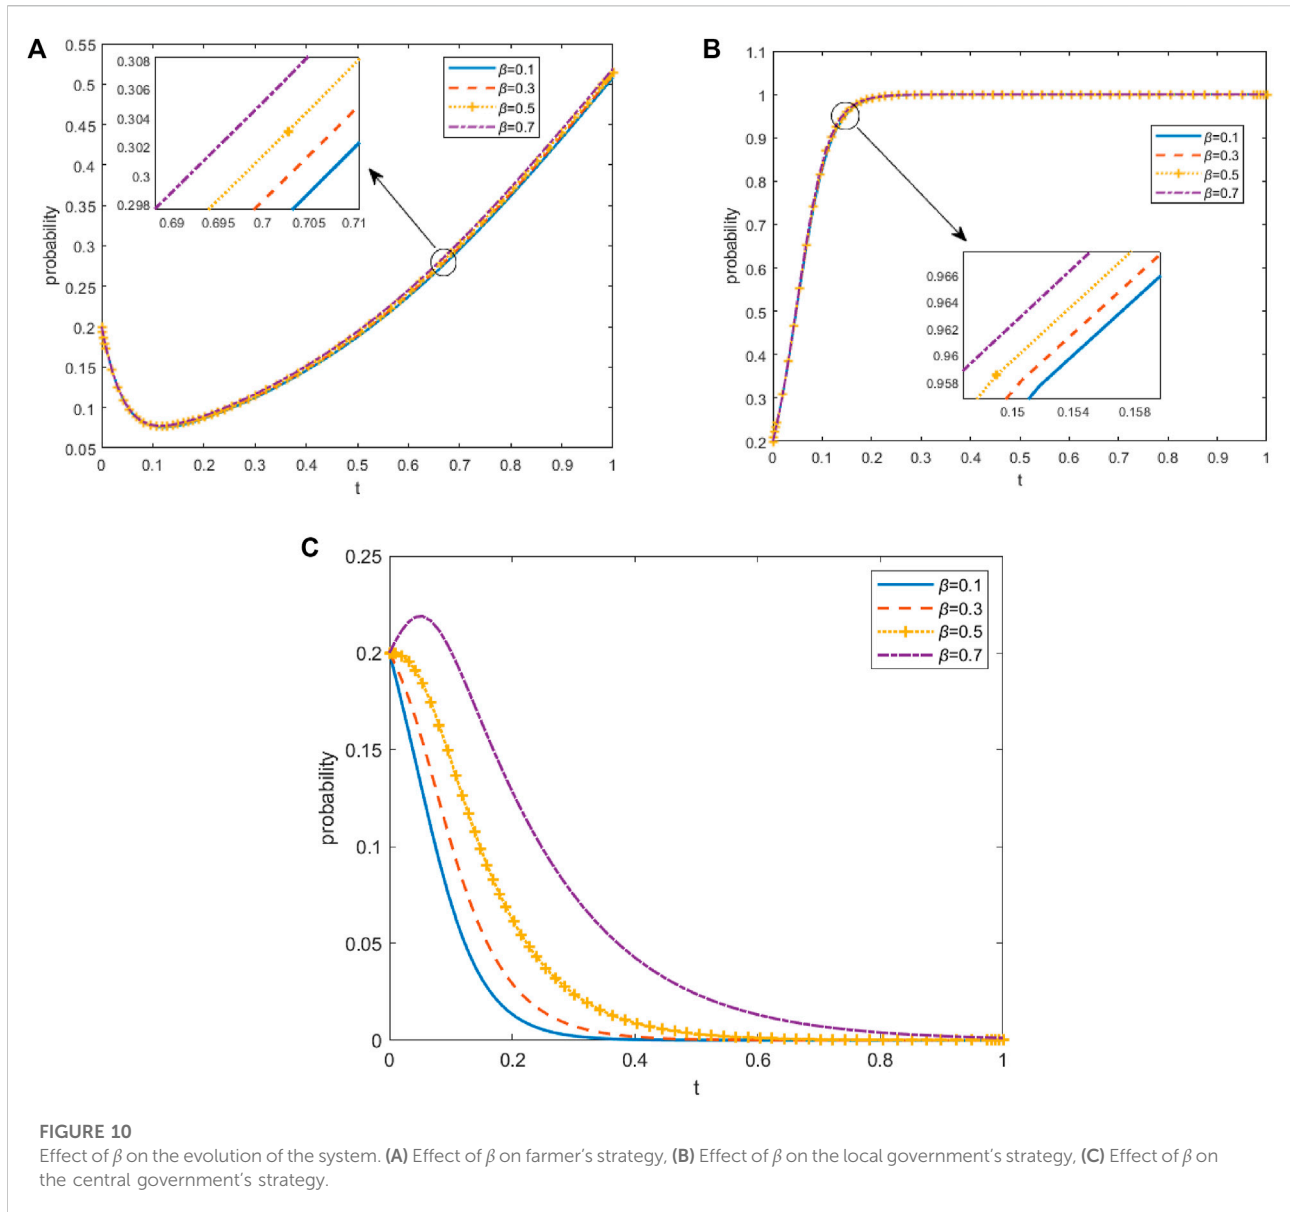 A
0.55
0.5
0.45
0.4
0.35
0.3
0.25
0.2
0.15
0.1
0.05
probability
0 0.1 0.2 0.3 0.4 0.5 0.6 0.7 0.8 0.9 1
t
0.308
0.306
0.304
0.302
0.3
0.298
0.69 0.695 0.7 0.705 0.71
β=0.1
β=0.3
β=0.5
β=0.7
B
1.1
1
0.9
0.8
0.7
0.6
0.5
0.4
0.3
0.2
probability
0 0.1 0.2 0.3 0.4 0.5 0.6 0.7 0.8 0.9 1
t
β=0.1
β=0.3
β=0.5
β=0.7
0.966
0.964
0.962
0.96
0.958
0.15 0.154 0.158
C
0.25
0.2
0.15
0.1
0.05
0
probability
0 0.2 0.4 0.6 0.8 1
t
β=0.1
β=0.3
β=0.5
β=0.7
FIGURE 10
Effect of β on the evolution of the system. (A) Effect of β on farmer's strategy, (B) Effect of β on the local government's strategy, (C) Effect of β on
the central government's strategy.